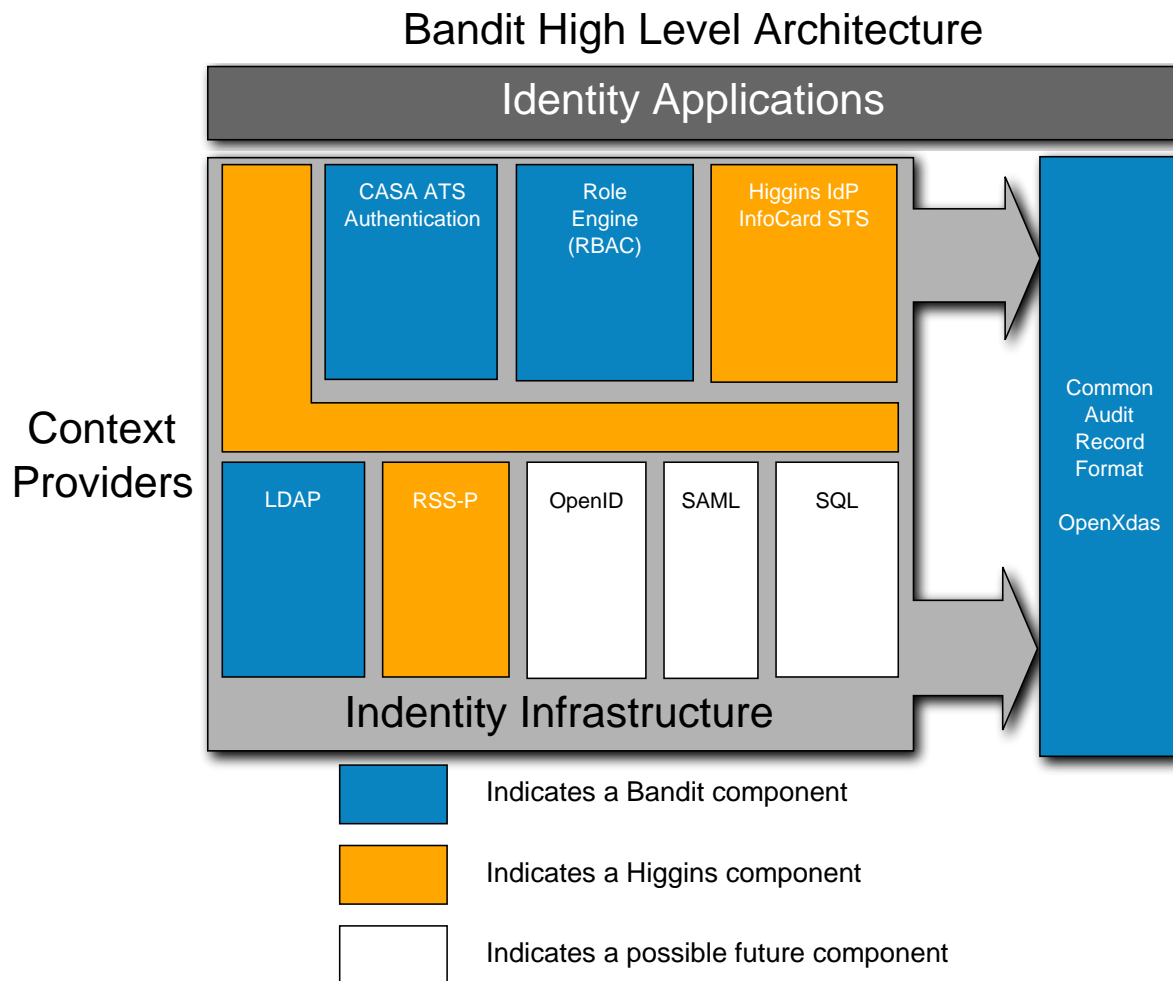 Bandit High Level Architecture
Identity Applications
CASA ATS
Authentication
Role
Engine
(RBAC)
Higgins IdP
InfoCard STS
Common
Audit
Record
Format
OpenXdas
Context
Providers
LDAP
RSS-P
OpenID
SAML
SQL
Indentity Infrastructure
Indicates a Bandit component
Indicates a Higgins component
Indicates a possible future component